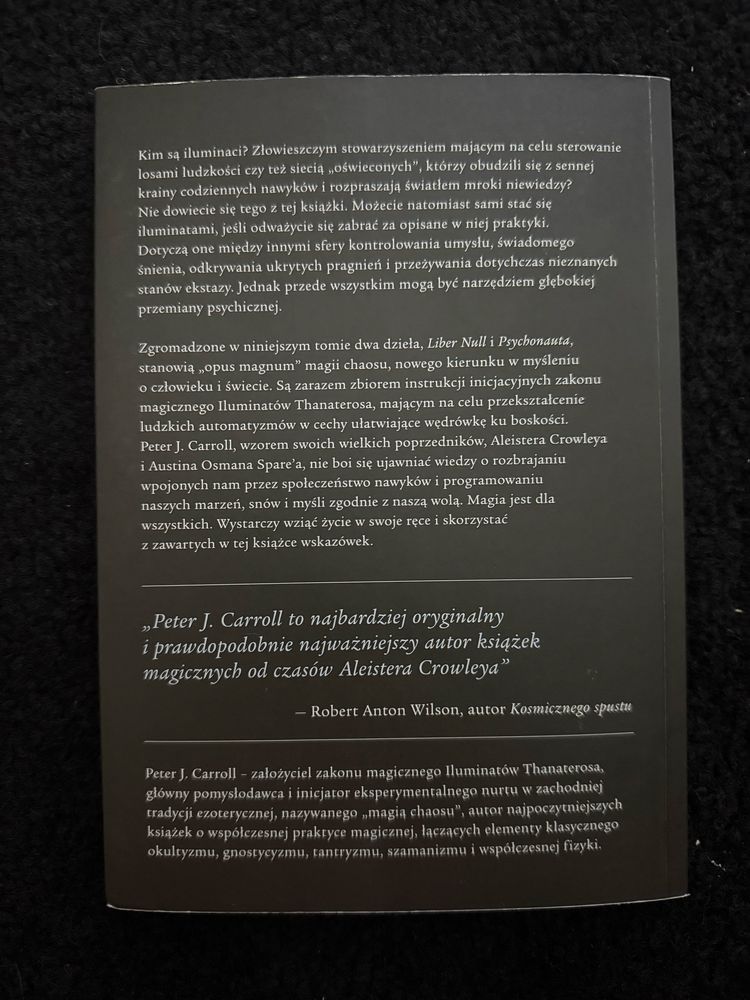 Kim są iluminaci? Złowieszczym stowarzyszeniem mającym na celu sterowanie
losami ludzkości czy też siecią „oświeconych”, którzy obudzili się z sennej
krainy codziennych nawyków i rozpraszają światłem mroki niewiedzy?
Nie dowiecie się tego z tej książki. Możecie natomiast sami stać się
iluminatami, jeśli odważycie się zabrać za opisane w niej praktyki.
Dotyczą one między innymi sfery kontrolowania umysłu, świadomego
śnienia, odkrywania ukrytych pragnień i przeżywania dotychczas nieznanych
stanów ekstazy. Jednak przede wszystkim mogą być narzędziem głębokiej
przemiany psychicznej.
Zgromadzone w niniejszym tomie dwa dzieła, Liber Null i Psychonauta,
stanowią „opus magnum” magii chaosu, nowego kierunku w myśleniu
o człowieku i świecie. Są zarazem zbiorem instrukcji inicjacyjnych zakonu
magicznego Iluminatów Thanaterosa, mającym na celu przekształcenie
ludzkich automatyzmów w cechy ułatwiające wędrówkę ku boskości.
Peter J. Carroll, wzorem swoich wielkich poprzedników, Aleistera Crowleya
i Austina Osmana Spare’a, nie boi się ujawniać wiedzy o rozbrajaniu
wpojonych nam przez społeczeństwo nawyków i programowaniu
naszych marzeń, snów i myśli zgodnie z naszą wolą. Magia jest dla
wszystkich. Wystarczy wziąć życie w swoje ręce i skorzystać
z zawartych w tej książce wskazówek.
„Peter J. Carroll to najbardziej oryginalny
i prawdopodobnie najważniejszy autor książek
magicznych od czasów Aleistera Crowleya”
– Robert Anton Wilson, autor Kosmicznego spustu
Peter J. Carroll – założyciel zakonu magicznego Iluminatów Thanaterosa,
główny pomysłodawca i inicjator eksperymentalnego nurtu w zachodniej
tradycji ezoterycznej, nazywanego „magią chaosu”, autor najpoczytniejszych
książek o współczesnej praktyce magicznej, łączących elementy klasycznego
okultyzmu, gnostycyzmu, tantryzmu, szamanizmu i współczesnej fizyki.